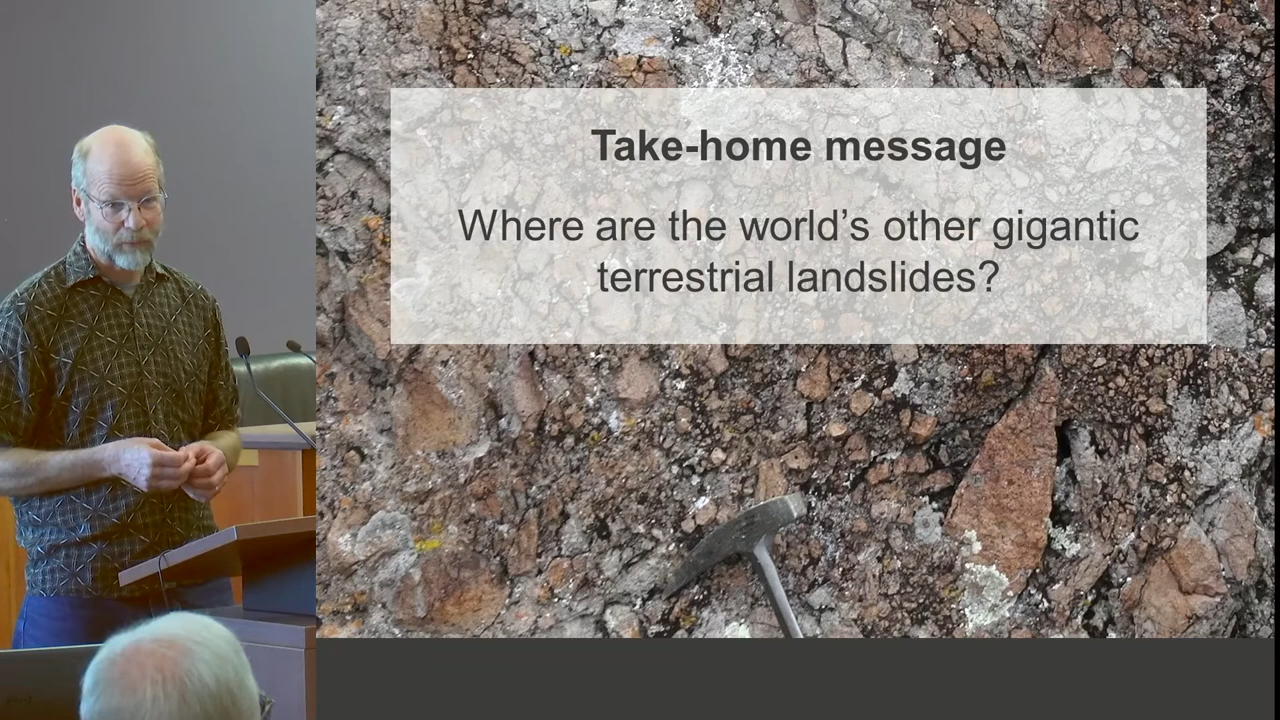 Take-home message
Where are the world’s other gigantic
terrestrial landslides?